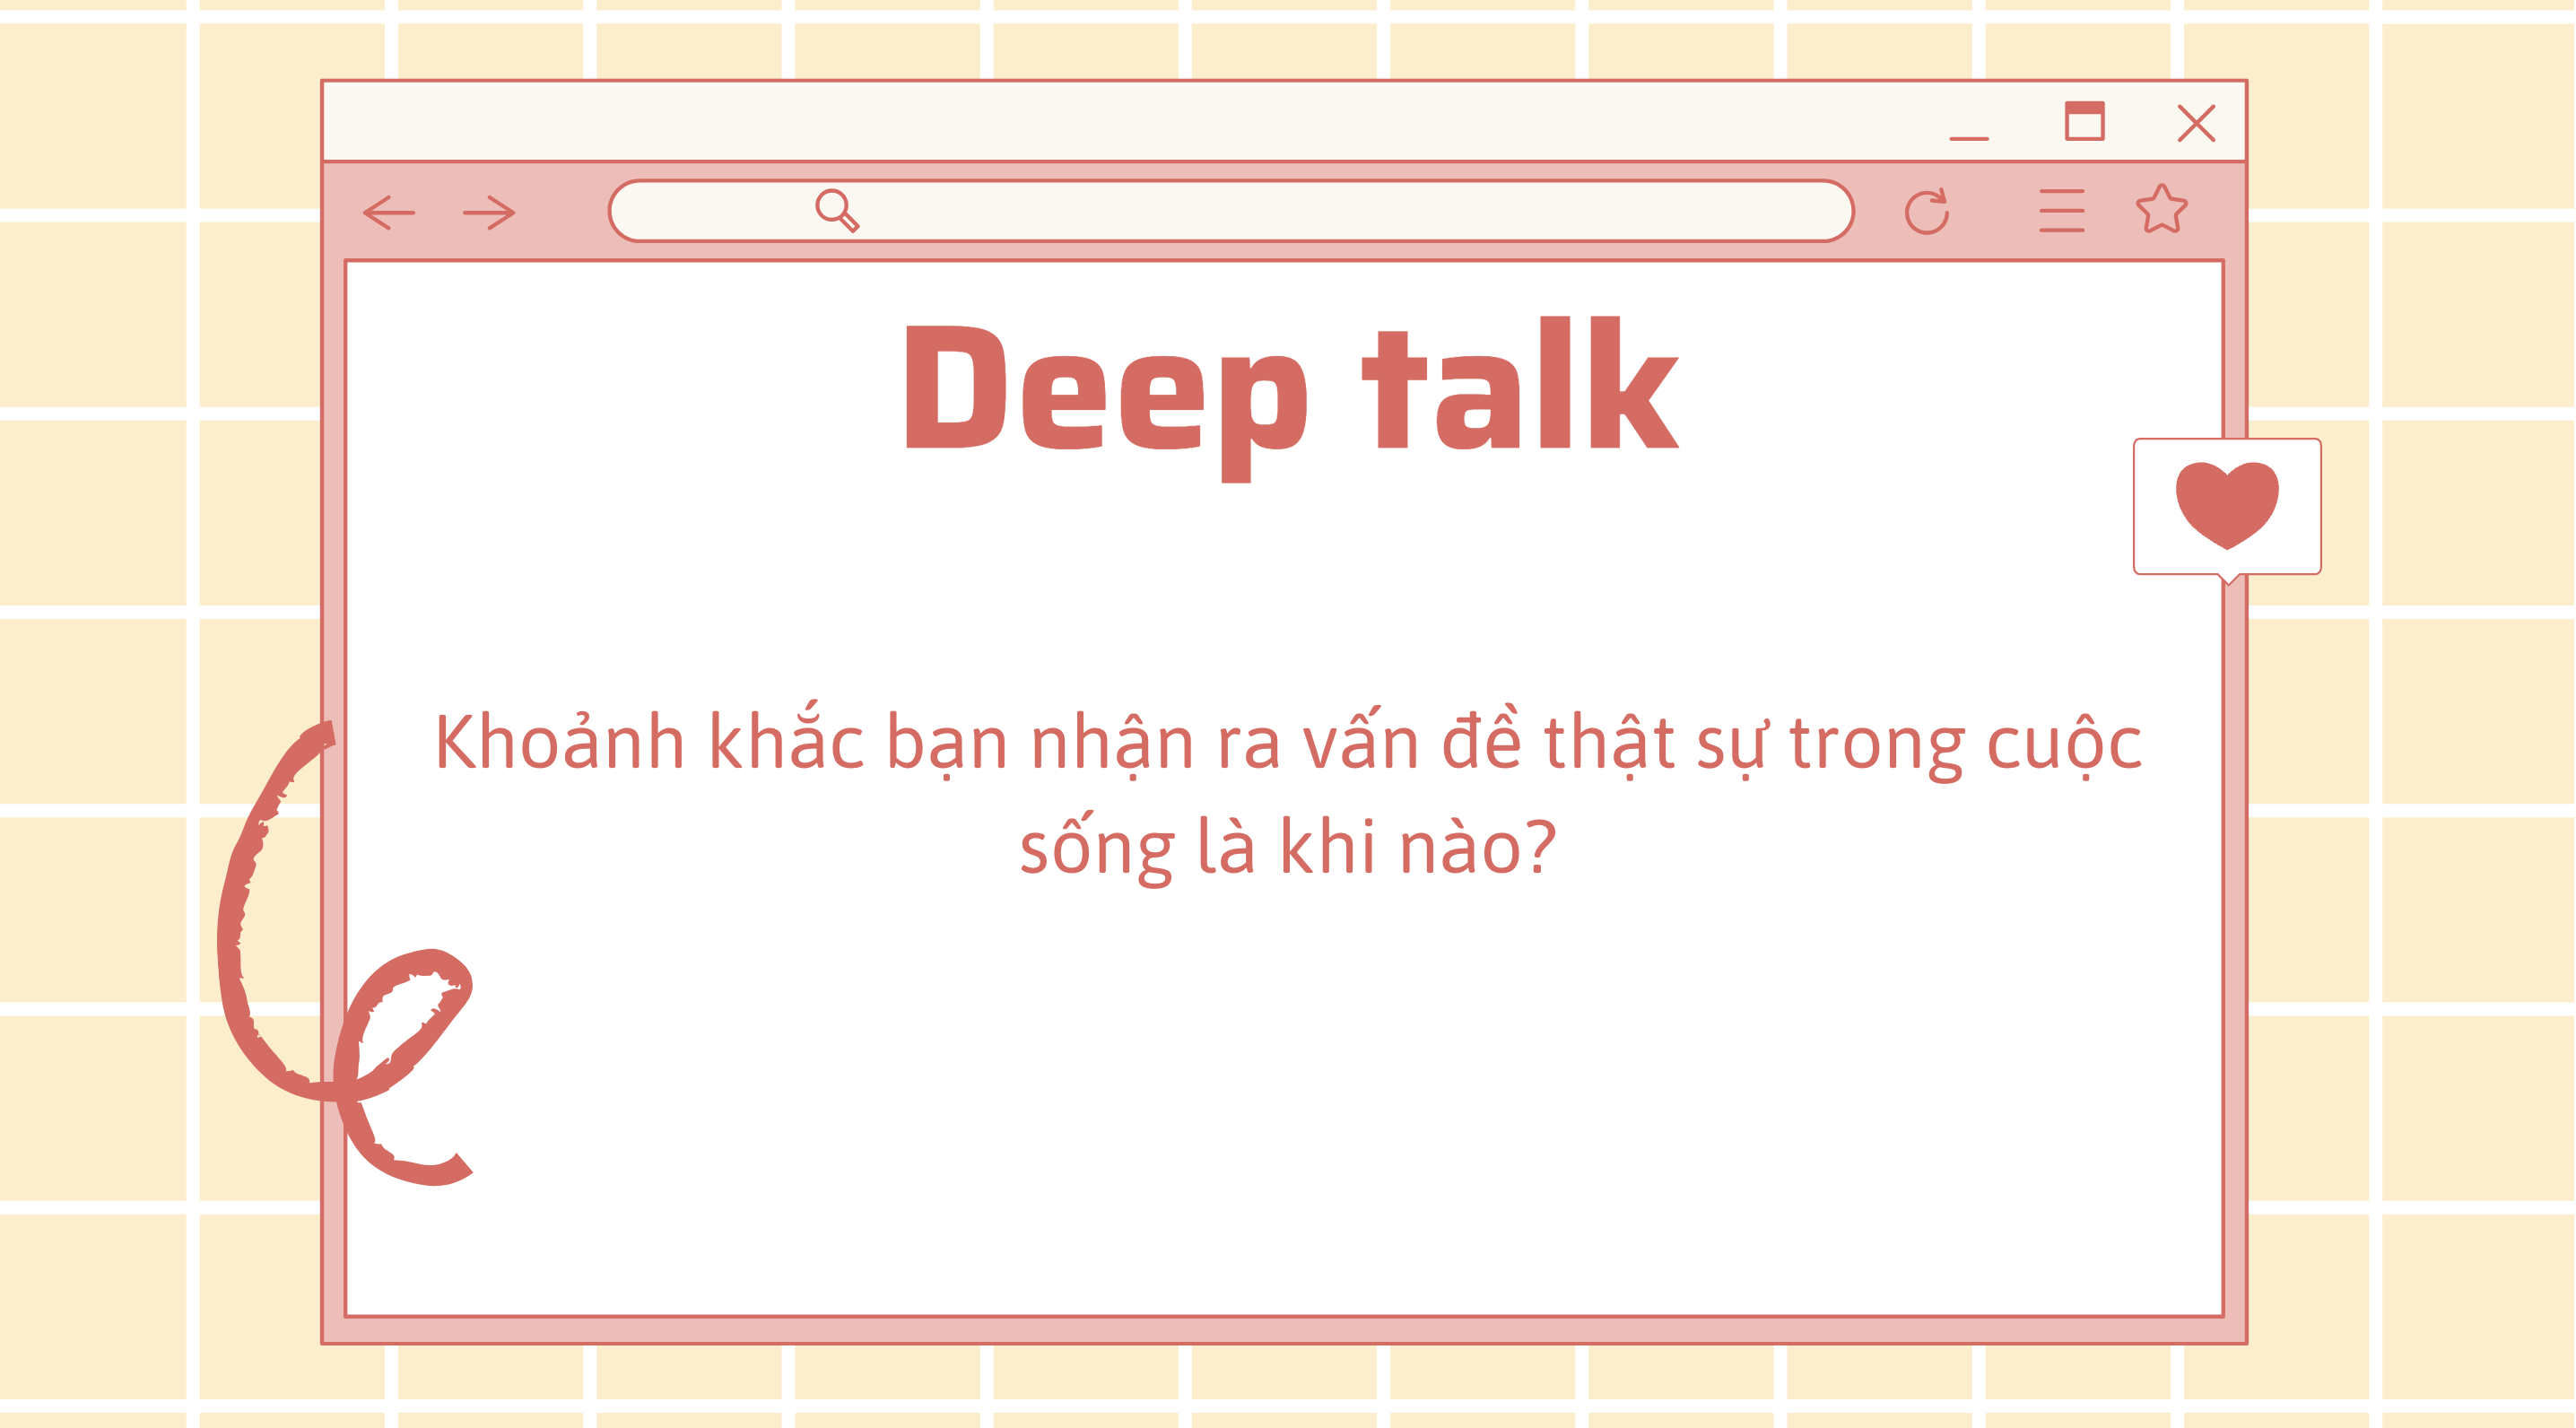 Deep talk
Khoảnh khắc bạn nhận ra vấn đề thật sự trong cuộc
sống là khi nào?